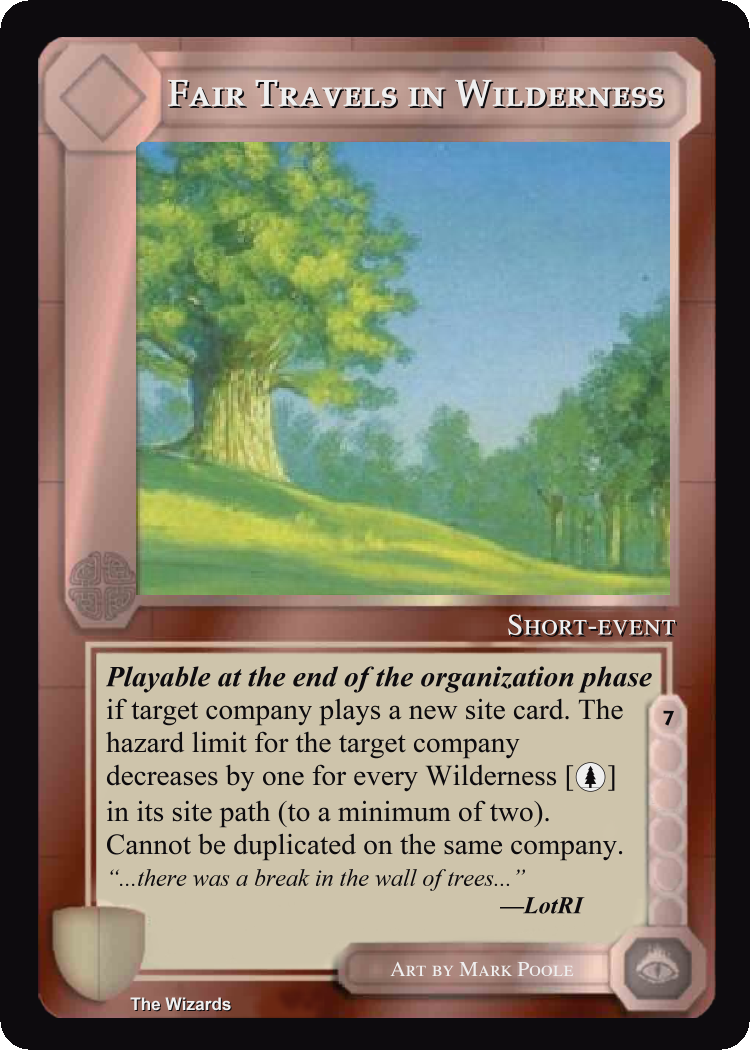 Fair Travels in Wilderness
Short-event
Playable at the end of the organization phase
if target company plays a new site card. The
hazard limit for the target company
decreases by one for every Wilderness [ ]
in its site path (to a minimum of two).
Cannot be duplicated on the same company.
“...there was a break in the wall of trees...”
—LotRI
7
Art by Mark Poole
The Wizards